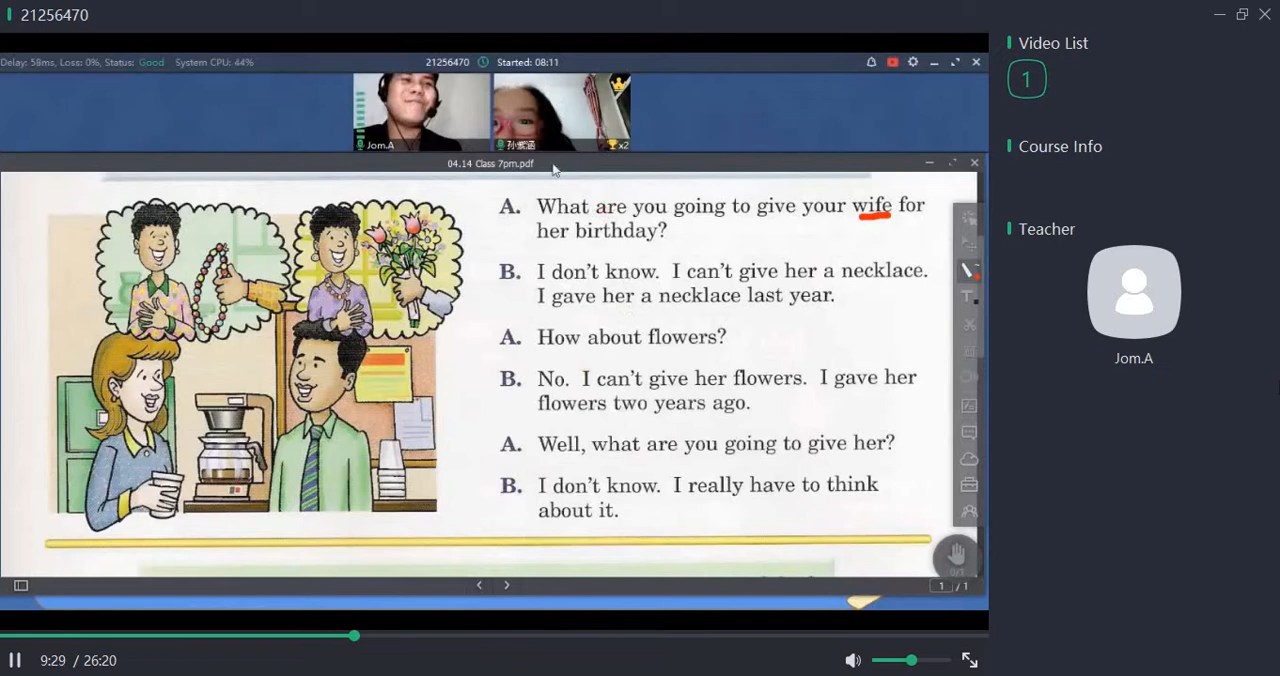 21256470
Delay: 58ms, Loss: 0%, Status: Good System CPU: 44%
21256470 Started: 08:11
Jom.A
孙紫涵
x2
04.14 Class 7pm.pdf
A. What are you going to give your wife for
her birthday?
B. I don't know. I can't give her a necklace.
I gave her a necklace last year.
A. How about flowers?
B. No. I can't give her flowers. I gave her
flowers two years ago.
A. Well, what are you going to give her?
B. I don't know. I really have to think
about it.
0/1
1 / 1
9:29 / 26:20
Video List
1
Course Info
Teacher
Jom.A